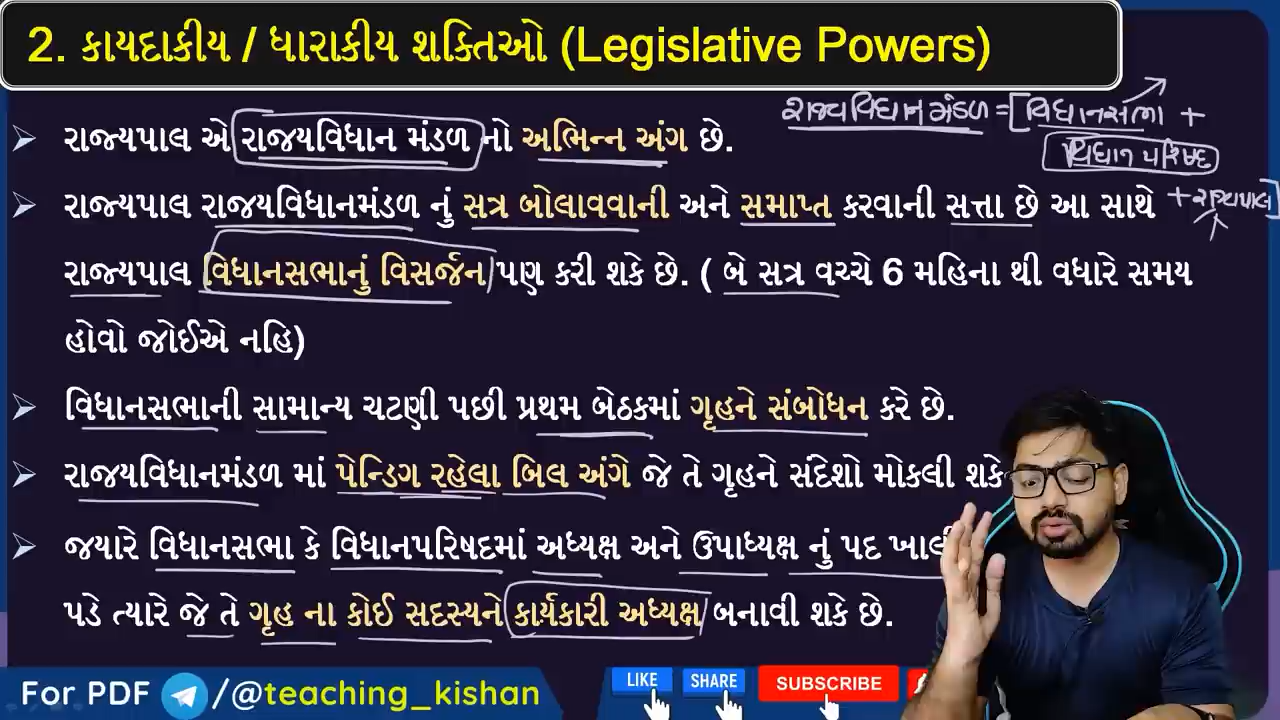 2. કાયદાકીય / ધારાકીય શક્તિઓ (Legislative Powers)
રાજ્યવિધાનમંડળ = [વિધાનસભા +
વિધાન પરિષદ
+ રાજ્યપાલ]
➢ રાજ્યપાલ એ રાજયવિધાન મંડળ નો અભિન્ન અંગ છે.
➢ રાજ્યપાલ રાજયવિધાનમંડળ નું સત્ર બોલાવવાની અને સમાપ્ત કરવાની સત્તા છે આ સાથે
રાજ્યપાલ વિધાનસભાનું વિસર્જન પણ કરી શકે છે. ( બે સત્ર વચ્ચે 6 મહિના થી વધારે સમય
હોવો જોઈએ નહિ)
➢ વિધાનસભાની સામાન્ય ચટણી પછી પ્રથમ બેઠકમાં ગૃહને સંબોધન કરે છે.
➢ રાજયવિધાનમંડળ માં પેન્ડિગ રહેલા બિલ અંગે જે તે ગૃહને સંદેશો મોકલી શકે
➢ જયારે વિધાનસભા કે વિધાનપરિષદમાં અધ્યક્ષ અને ઉપાધ્યક્ષ નું પદ ખાલી
પડે ત્યારે જે તે ગૃહ ના કોઈ સદસ્યને કાર્યકારી અધ્યક્ષ બનાવી શકે છે.
For PDF /@teaching_kishan
LIKE SHARE SUBSCRIBE